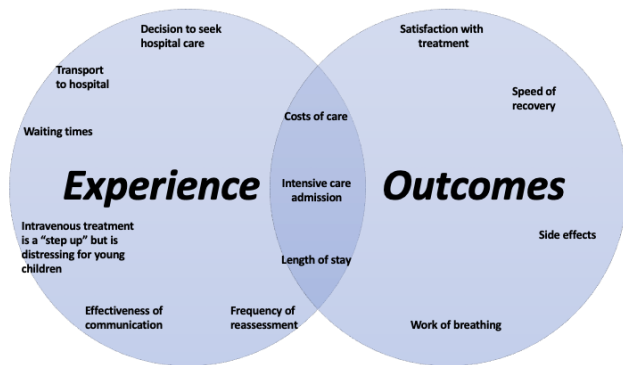 Decision to seek
hospital care
Transport
to hospital
Waiting times
Experience
Intravenous treatment
is a “step up” but is
distressing for young
children
Effectiveness of
communication
Frequency of
reassessment
Costs of care
Intensive care
admission
Length of stay
Satisfaction with
treatment
Speed of
recovery
Outcomes
Side effects
Work of breathing